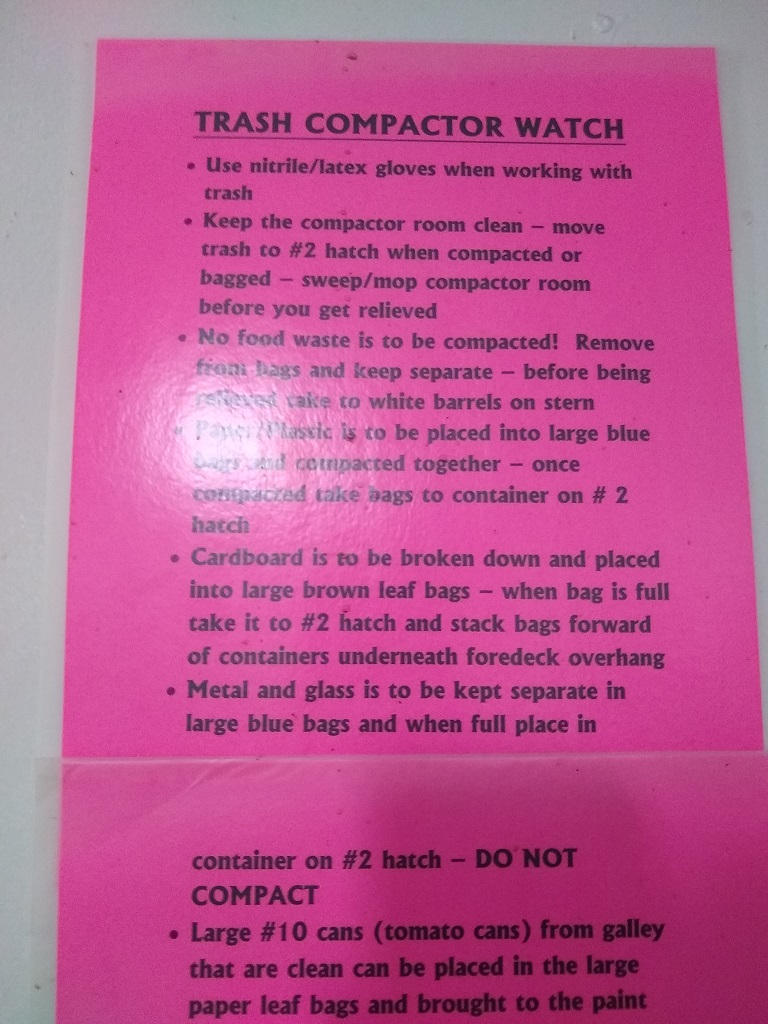 TRASH COMPACTOR WATCH
• Use nitrile/latex gloves when working with
trash
• Keep the compactor room clean – move
trash to #2 hatch when compacted or
bagged – sweep/mop compactor room
before you get relieved
• No food waste is to be compacted!  Remove
from bags and keep separate – before being
relieved take to white barrels on stern
• Paper/Plastic is to be placed into large blue
bags and compacted together – once
compacted take bags to container on # 2
hatch
• Cardboard is to be broken down and placed
into large brown leaf bags – when bag is full
take it to #2 hatch and stack bags forward
of containers underneath foredeck overhang
• Metal and glass is to be kept separate in
large blue bags and when full place in
container on #2 hatch – DO NOT
COMPACT
• Large #10 cans (tomato cans) from galley
that are clean can be placed in the large
paper leaf bags and brought to the paint